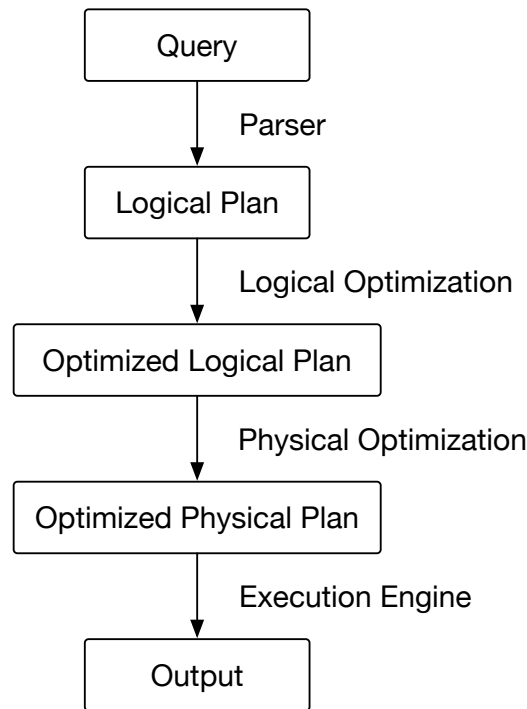 Query
Parser
Logical Plan
Logical Optimization
Optimized Logical Plan
Physical Optimization
Optimized Physical Plan
Execution Engine
Output